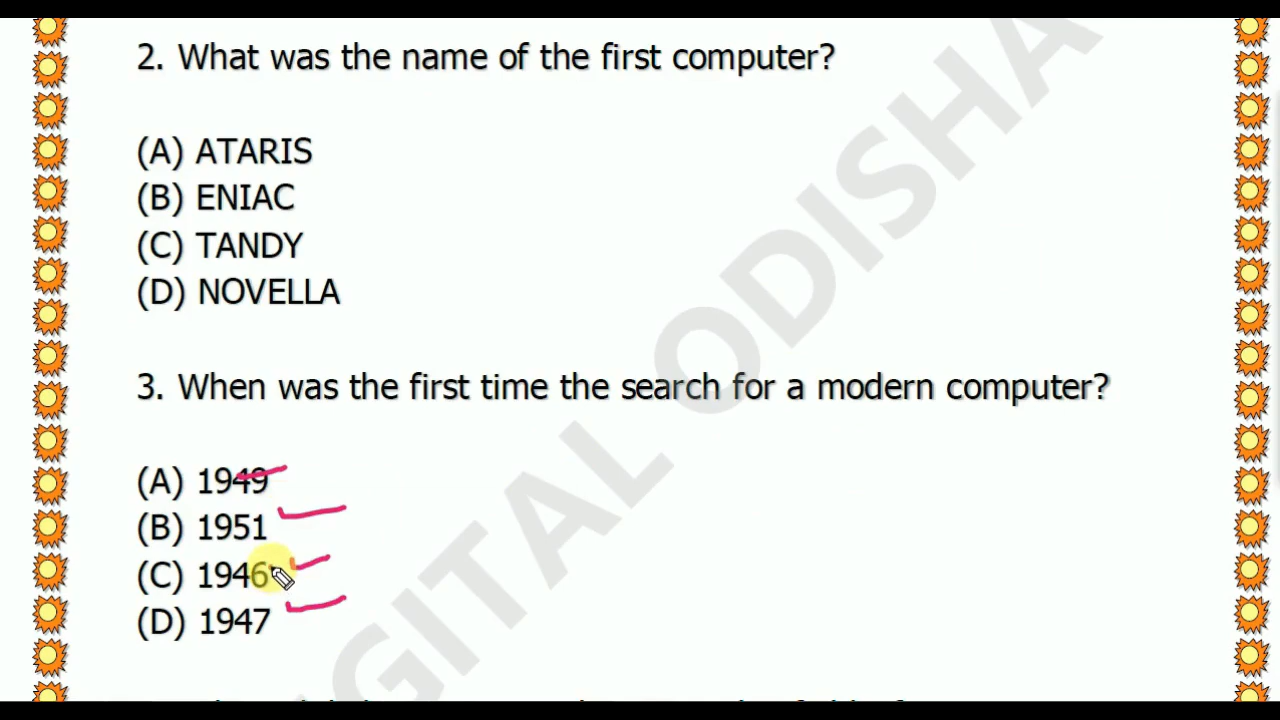 2. What was the name of the first computer?
(A) ATARIS
(B) ENIAC
(C) TANDY
(D) NOVELLA
3. When was the first time the search for a modern computer?
(A) 1949
(B) 1951
(C) 1946
(D) 1947
DIGITAL ODISHA